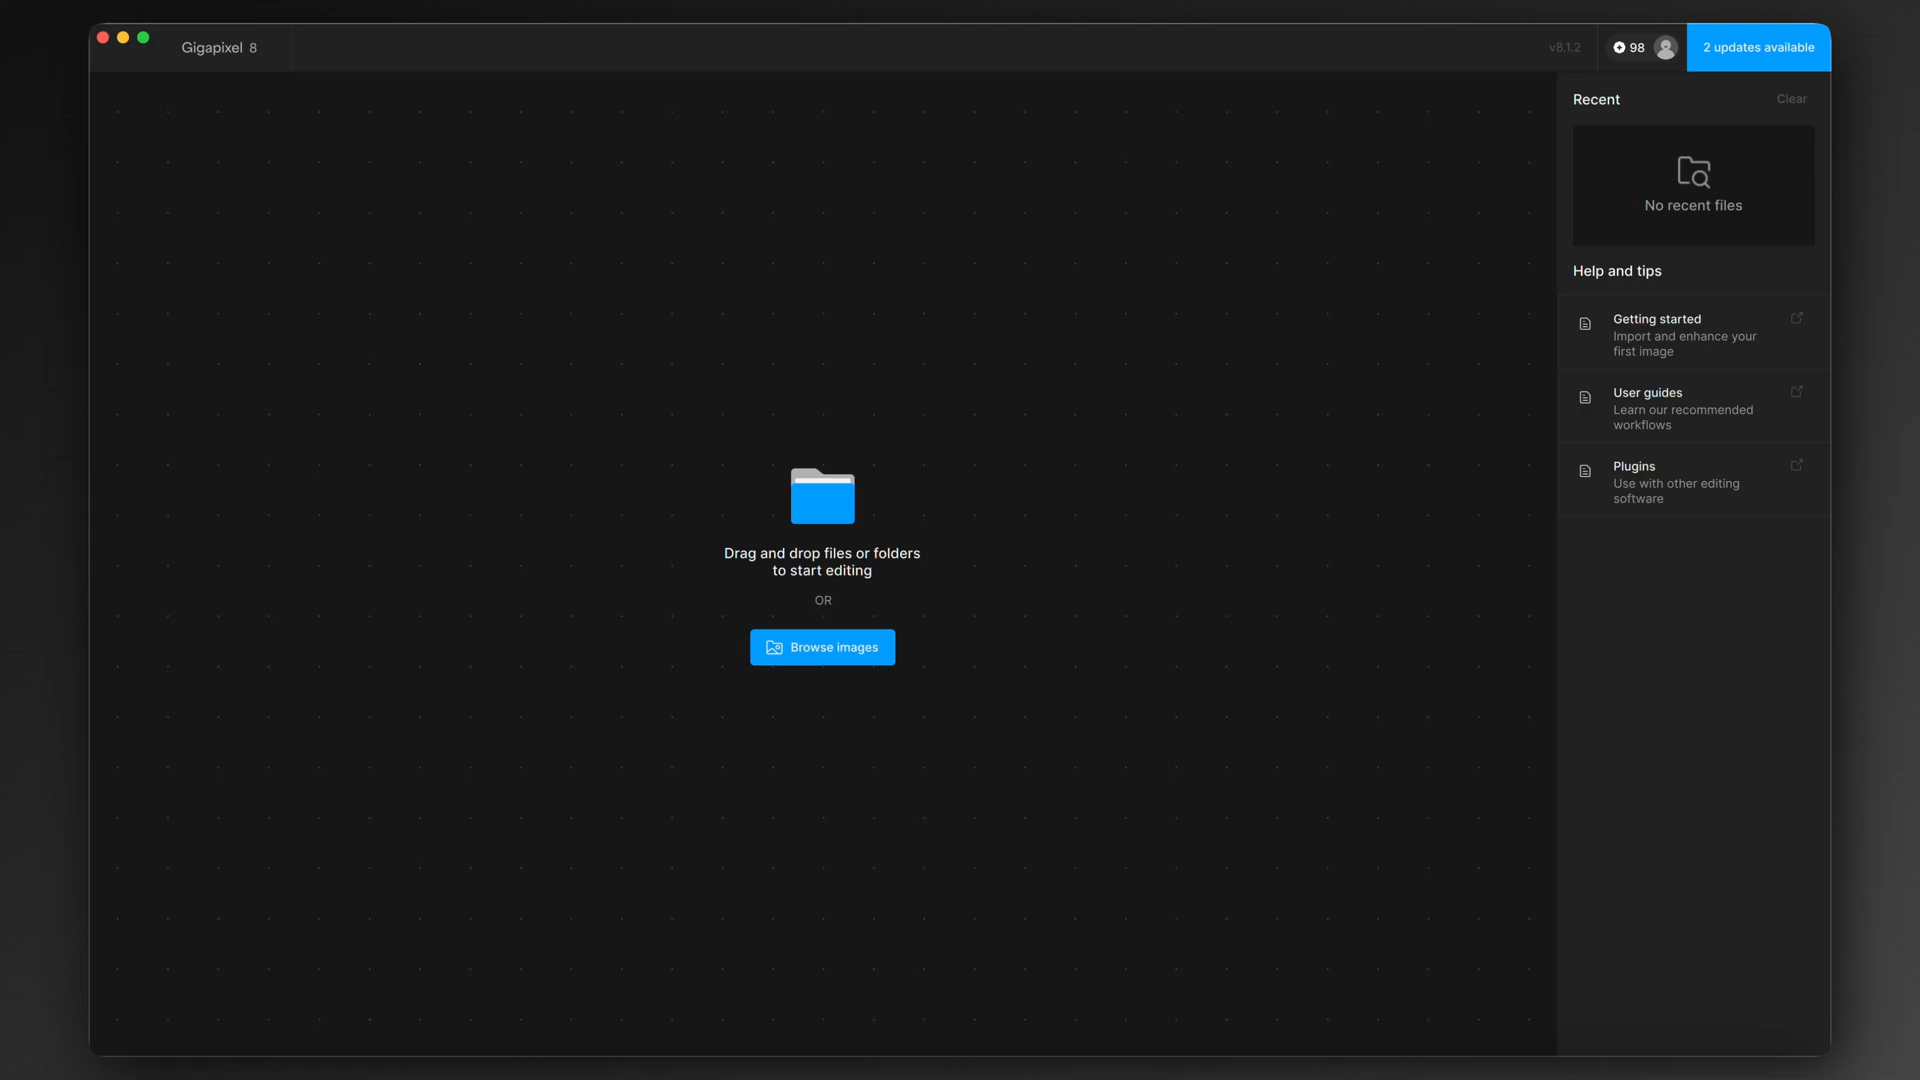 Gigapixel 8
v8.1.2
98
2 updates available
Recent
Clear
No recent files
Help and tips
Getting started
Import and enhance your
first image
User guides
Learn our recommended
workflows
Plugins
Use with other editing
software
Drag and drop files or folders
to start editing
OR
Browse images